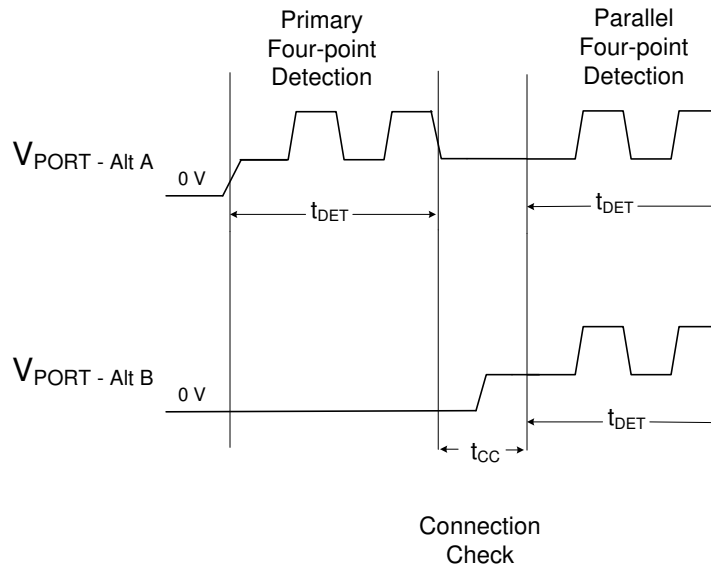 Primary
Four-point
Detection
Parallel
Four-point
Detection
VPORT - Alt A
0 V
tDET
tDET
VPORT - Alt B
0 V
tDET
tCC
Connection
Check